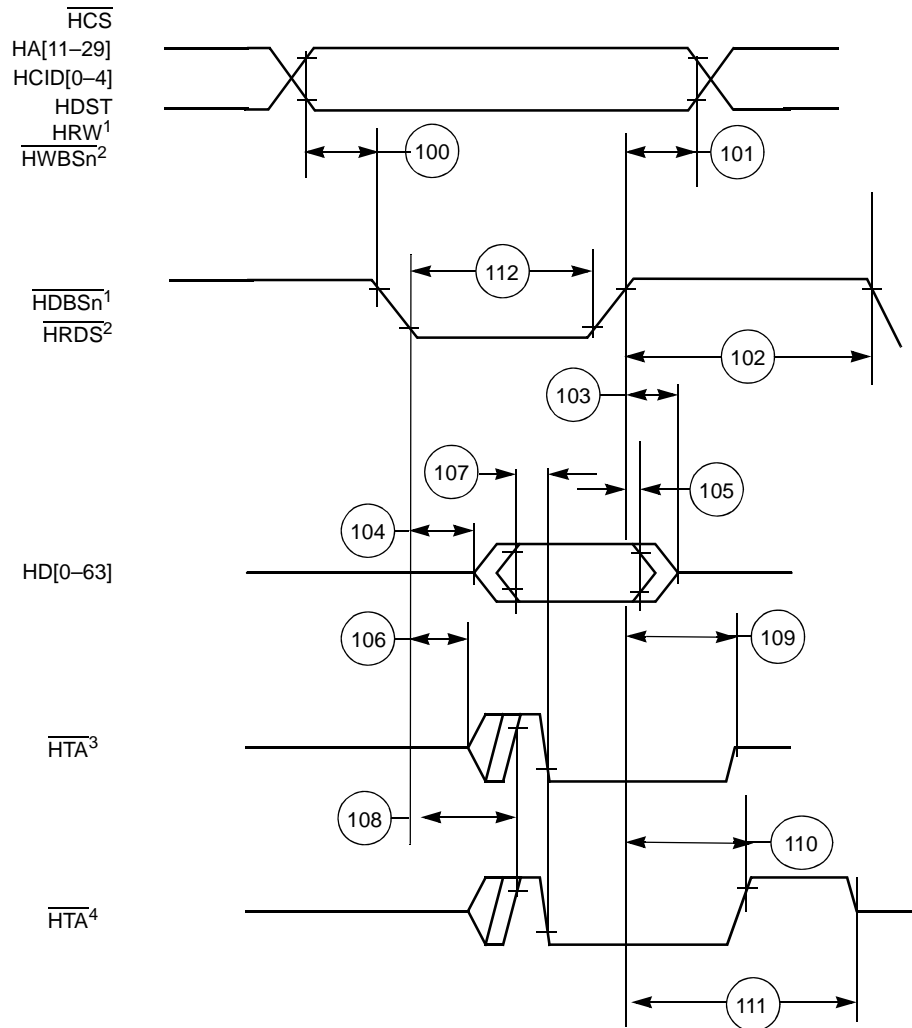 HCS
HA[11–29]
HCID[0–4]
HDST
HRW1
HWBSn2
100
101
112
HDBSn1
HRDS2
102
103
107
105
104
HD[0–63]
106
109
HTA3
108
110
HTA4
111